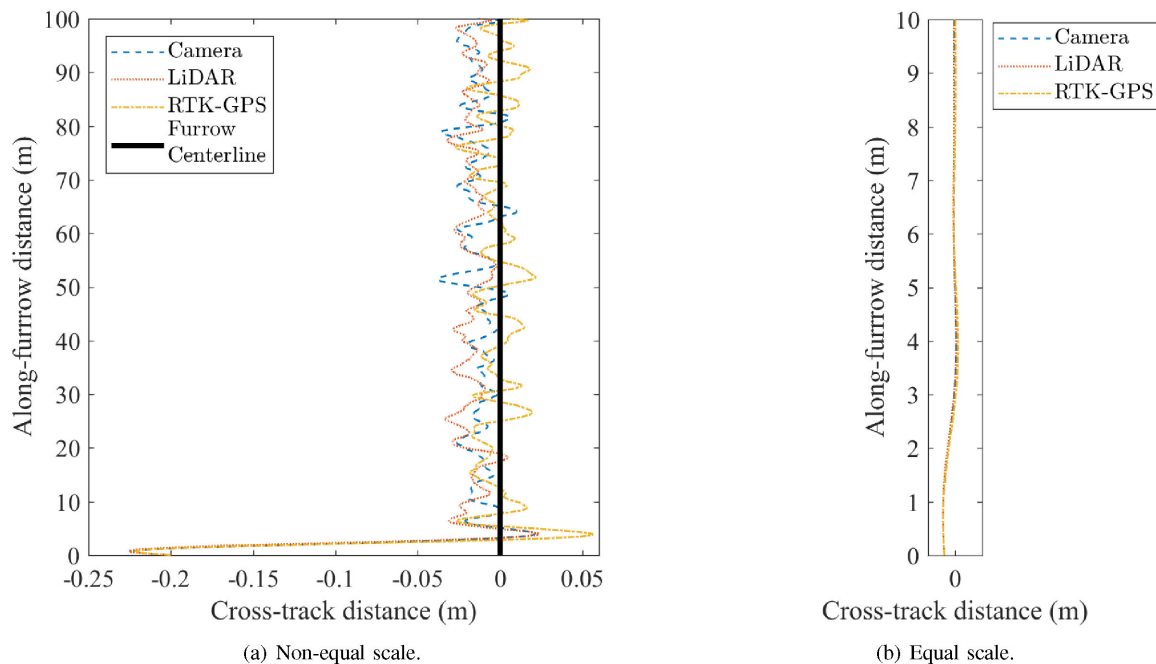 100
90
80
70
60
50
40
30
20
10
0
Along-furrrow distance (m)
Camera
LiDAR
RTK-GPS
Furrow
Centerline
-0.25 -0.2 -0.15 -0.1 -0.05 0 0.05
Cross-track distance (m)
(a) Non-equal scale.
10
9
8
7
6
5
4
3
2
1
0
Along-furrrow distance (m)
Camera
LiDAR
RTK-GPS
0
Cross-track distance (m)
(b) Equal scale.